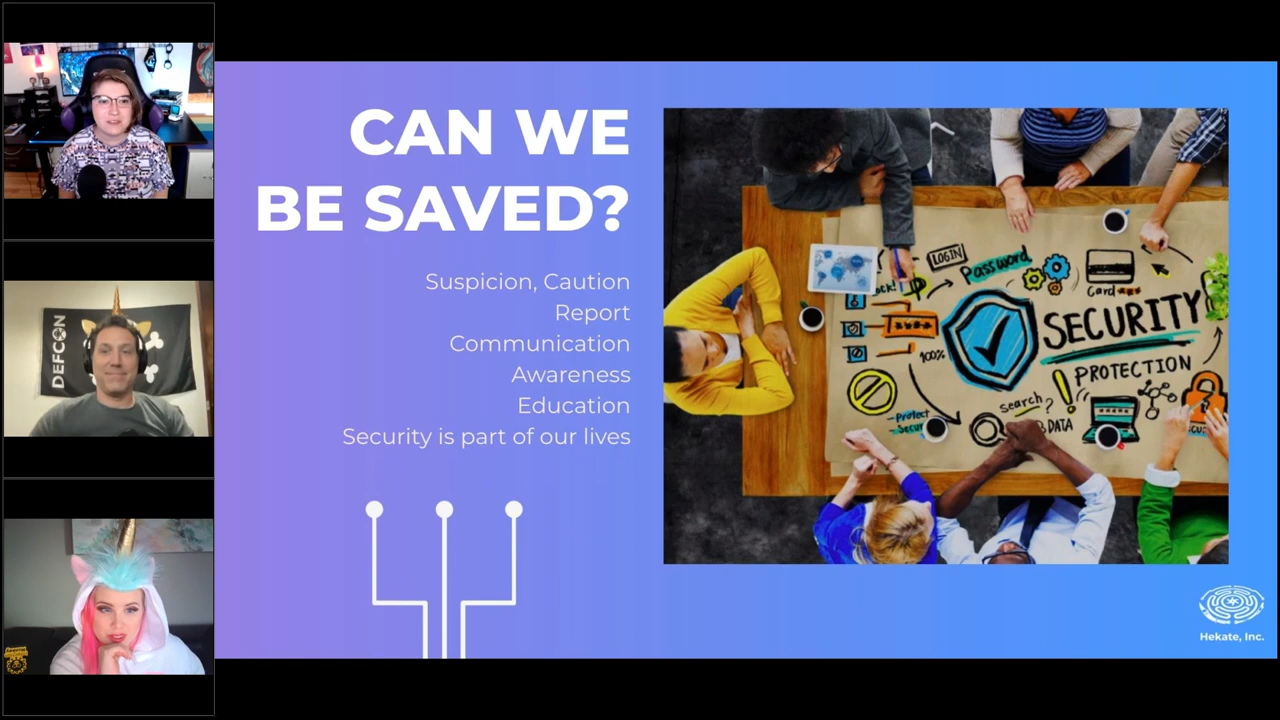 CAN WE
BE SAVED?
Suspicion, Caution
Report
Communication
Awareness
Education
Security is part of our lives
LOGIN
Password
Card
SECURITY
100%
PROTECTION
search?
Protect
DATA
DEFCON
Hekate, Inc.